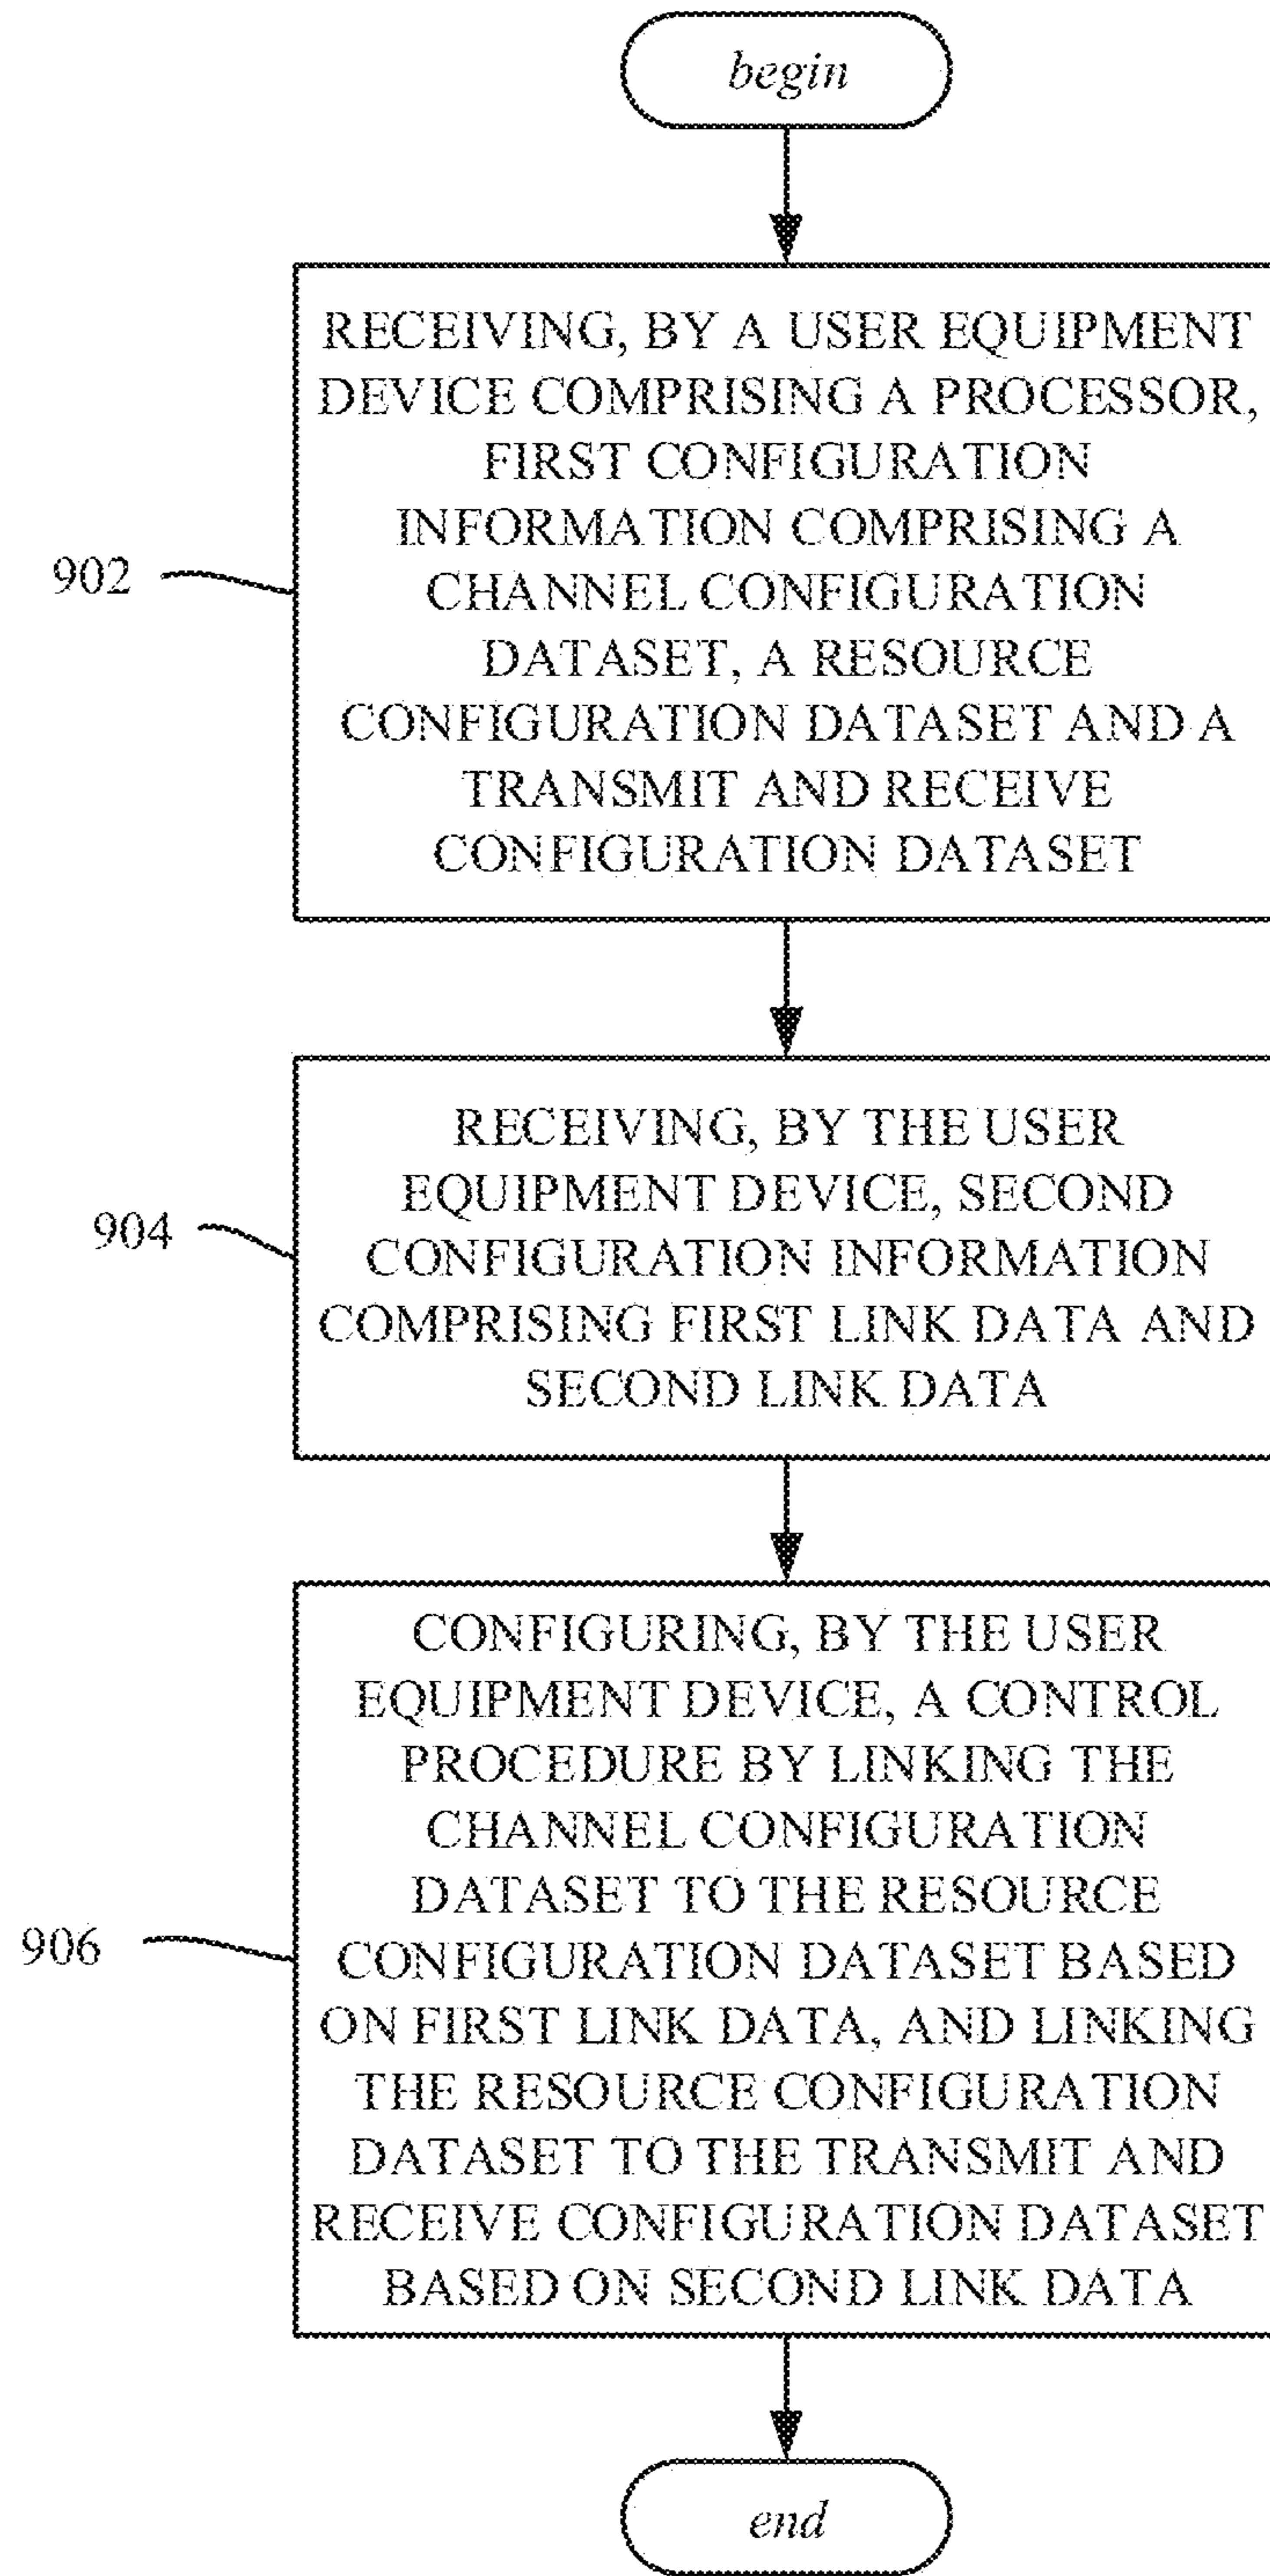 begin
RECEIVING, BY A USER EQUIPMENT
DEVICE COMPRISING A PROCESSOR,
FIRST CONFIGURATION
INFORMATION COMPRISING A
CHANNEL CONFIGURATION
DATASET, A RESOURCE
CONFIGURATION DATASET AND A
TRANSMIT AND RECEIVE
CONFIGURATION DATASET
902
RECEIVING, BY THE USER
EQUIPMENT DEVICE, SECOND
CONFIGURATION INFORMATION
COMPRISING FIRST LINK DATA AND
SECOND LINK DATA
904
CONFIGURING, BY THE USER
EQUIPMENT DEVICE, A CONTROL
PROCEDURE BY LINKING THE
CHANNEL CONFIGURATION
DATASET TO THE RESOURCE
CONFIGURATION DATASET BASED
ON FIRST LINK DATA, AND LINKING
THE RESOURCE CONFIGURATION
DATASET TO THE TRANSMIT AND
RECEIVE CONFIGURATION DATASET
BASED ON SECOND LINK DATA
906
end